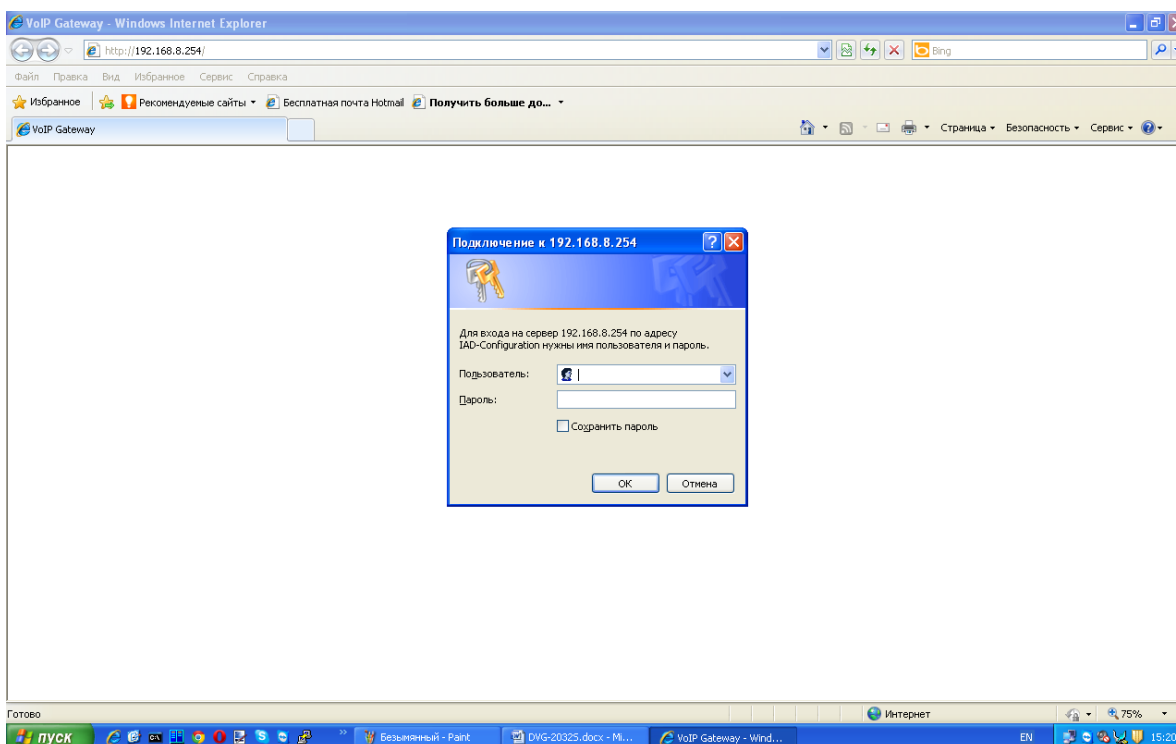 VoIP Gateway - Windows Internet Explorer
http://192.168.8.254/
Bing
Файл Правка Вид Избранное Сервис Справка
Избранное Рекомендуемые сайты Бесплатная почта Hotmail Получить больше до...
VoIP Gateway
Страница Безопасность Сервис
Подключение к 192.168.8.254
Для входа на сервер 192.168.8.254 по адресу
IAD-Configuration нужны имя пользователя и пароль.
Пользователь:
Пароль:
Сохранить пароль
OK Отмена
Готово Интернет 75%
пуск Безымянный - Paint DVG-2032S.docx - Mi... VoIP Gateway - Wind... EN 15:20